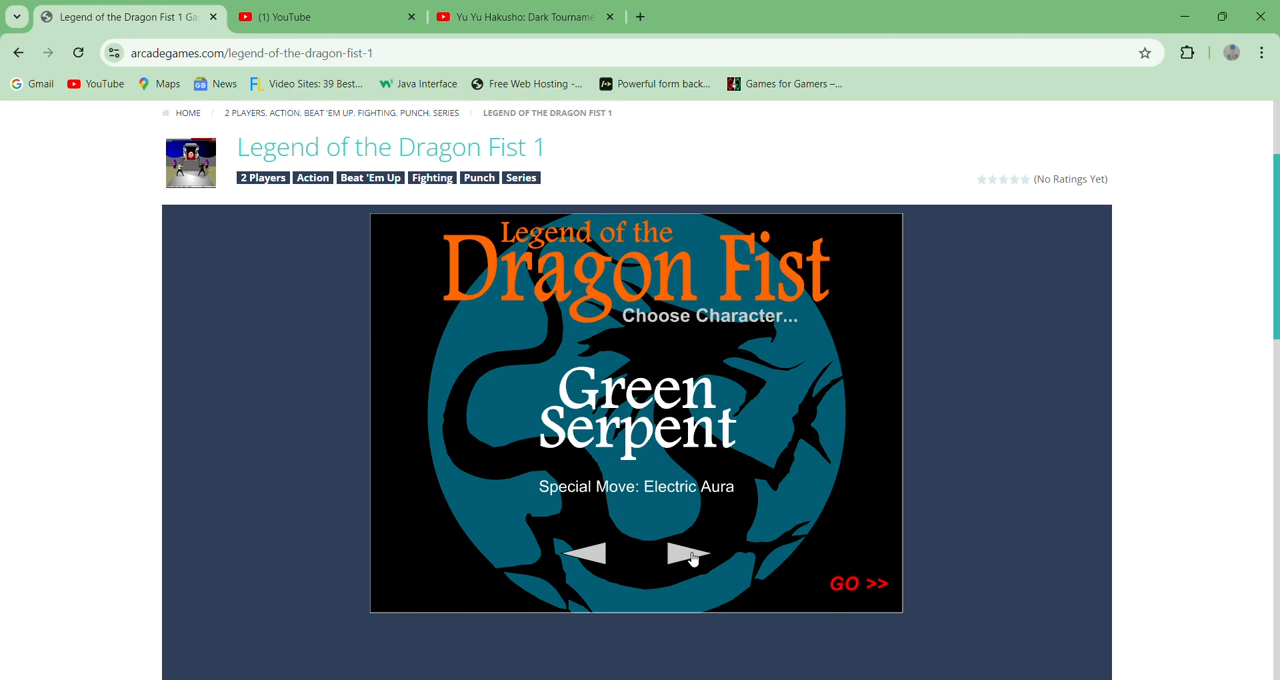 Legend of the Dragon Fist 1 Ga
(1) YouTube
Yu Yu Hakusho: Dark Tourname
arcadegames.com/legend-of-the-dragon-fist-1
Gmail
YouTube
Maps
News
Video Sites: 39 Best...
Java Interface
Free Web Hosting -...
Powerful form back...
Games for Gamers –...
HOME / 2 PLAYERS, ACTION, BEAT 'EM UP, FIGHTING, PUNCH, SERIES / LEGEND OF THE DRAGON FIST 1
Legend of the Dragon Fist 1
2 Players Action Beat 'Em Up Fighting Punch Series
(No Ratings Yet)
Legend of the
Dragon Fist
Choose Character...
Green
Serpent
Special Move: Electric Aura
GO >>